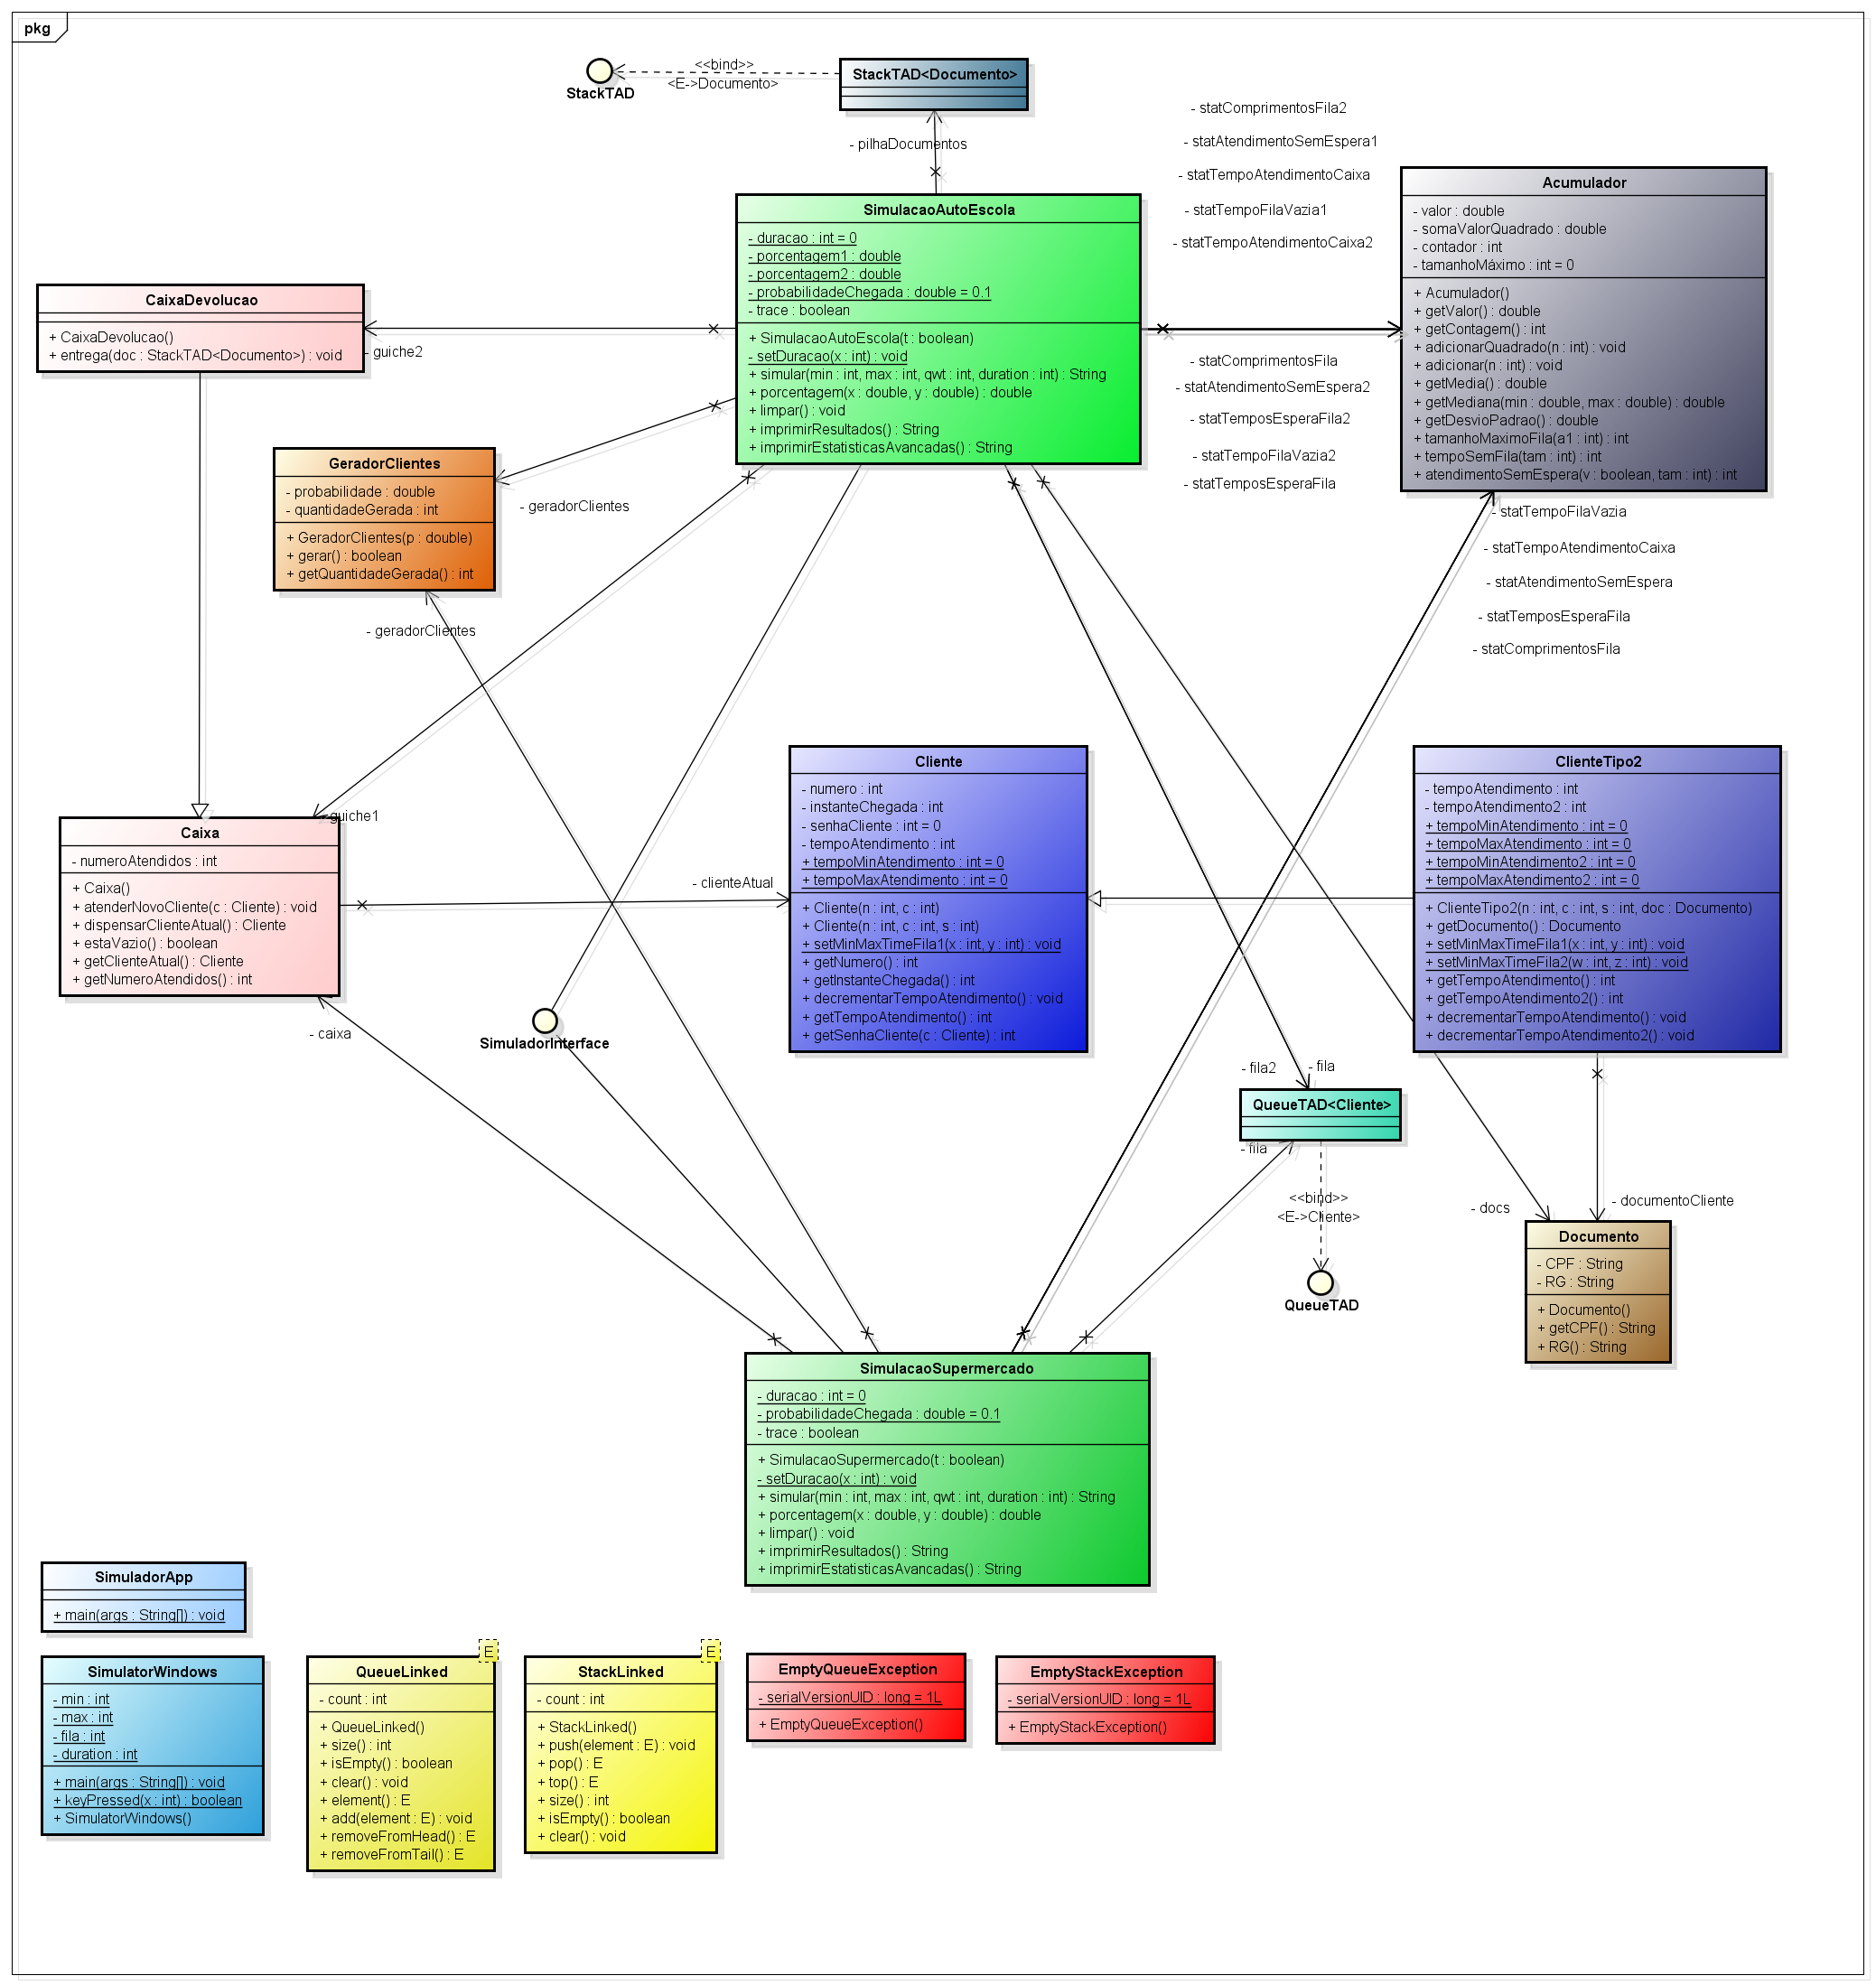 pkg
StackTAD
<<bind>>
<E->Documento>
StackTAD<Documento>
- pilhaDocumentos
- statComprimentosFila2
- statAtendimentoSemEspera1
- statTempoAtendimentoCaixa
- statTempoFilaVazia1
- statTempoAtendimentoCaixa2
SimulacaoAutoEscola
- duracao : int = 0
- porcentagem1 : double
- porcentagem2 : double
- probabilidadeChegada : double = 0.1
- trace : boolean
+ SimulacaoAutoEscola(t : boolean)
- setDuracao(x : int) : void
+ simular(min : int, max : int, qwt : int, duration : int) : String
+ porcentagem(x : double, y : double) : double
+ limpar() : void
+ imprimirResultados() : String
+ imprimirEstatisticasAvancadas() : String
Acumulador
- valor : double
- somaValorQuadrado : double
- contador : int
- tamanhoMáximo : int = 0
+ Acumulador()
+ getValor() : double
+ getContagem() : int
+ adicionarQuadrado(n : int) : void
+ adicionar(n : int) : void
+ getMedia() : double
+ getMediana(min : double, max : double) : double
+ getDesvioPadrao() : double
+ tamanhoMaximoFila(a1 : int) : int
+ tempoSemFila(tam : int) : int
+ atendimentoSemEspera(v : boolean, tam : int) : int
CaixaDevolucao
+ CaixaDevolucao()
+ entrega(doc : StackTAD<Documento>) : void
- guiche2
- statComprimentosFila
- statAtendimentoSemEspera2
- statTemposEsperaFila2
- statTempoFilaVazia2
- statTemposEsperaFila
GeradorClientes
- probabilidade : double
- quantidadeGerada : int
+ GeradorClientes(p : double)
+ gerar() : boolean
+ getQuantidadeGerada() : int
- geradorClientes
- geradorClientes
- statTempoFilaVazia
- statTempoAtendimentoCaixa
- statAtendimentoSemEspera
- statTemposEsperaFila
- statComprimentosFila
- guiche1
Caixa
- numeroAtendidos : int
+ Caixa()
+ atenderNovoCliente(c : Cliente) : void
+ dispensarClienteAtual() : Cliente
+ estaVazio() : boolean
+ getClienteAtual() : Cliente
+ getNumeroAtendidos() : int
- clienteAtual
- caixa
SimuladorInterface
Cliente
- numero : int
- instanteChegada : int
- senhaCliente : int = 0
- tempoAtendimento : int
+ tempoMinAtendimento : int = 0
+ tempoMaxAtendimento : int = 0
+ Cliente(n : int, c : int)
+ Cliente(n : int, c : int, s : int)
+ setMinMaxTimeFila1(x : int, y : int) : void
+ getNumero() : int
+ getInstanteChegada() : int
+ decrementarTempoAtendimento() : void
+ getTempoAtendimento() : int
+ getSenhaCliente(c : Cliente) : int
ClienteTipo2
- tempoAtendimento : int
- tempoAtendimento2 : int
+ tempoMinAtendimento : int = 0
+ tempoMaxAtendimento : int = 0
+ tempoMinAtendimento2 : int = 0
+ tempoMaxAtendimento2 : int = 0
+ ClienteTipo2(n : int, c : int, s : int, doc : Documento)
+ getDocumento() : Documento
+ setMinMaxTimeFila1(x : int, y : int) : void
+ setMinMaxTimeFila2(w : int, z : int) : void
+ getTempoAtendimento() : int
+ getTempoAtendimento2() : int
+ decrementarTempoAtendimento() : void
+ decrementarTempoAtendimento2() : void
- fila2
- fila
QueueTAD<Cliente>
- fila
<<bind>>
<E->Cliente>
QueueTAD
- docs
- documentoCliente
Documento
- CPF : String
- RG : String
+ Documento()
+ getCPF() : String
+ RG() : String
SimulacaoSupermercado
- duracao : int = 0
- probabilidadeChegada : double = 0.1
- trace : boolean
+ SimulacaoSupermercado(t : boolean)
- setDuracao(x : int) : void
+ simular(min : int, max : int, qwt : int, duration : int) : String
+ porcentagem(x : double, y : double) : double
+ limpar() : void
+ imprimirResultados() : String
+ imprimirEstatisticasAvancadas() : String
SimuladorApp
+ main(args : String[]) : void
SimulatorWindows
- min : int
- max : int
- fila : int
- duration : int
+ main(args : String[]) : void
+ keyPressed(x : int) : boolean
+ SimulatorWindows()
E
QueueLinked
- count : int
+ QueueLinked()
+ size() : int
+ isEmpty() : boolean
+ clear() : void
+ element() : E
+ add(element : E) : void
+ removeFromHead() : E
+ removeFromTail() : E
E
StackLinked
- count : int
+ StackLinked()
+ push(element : E) : void
+ pop() : E
+ top() : E
+ size() : int
+ isEmpty() : boolean
+ clear() : void
EmptyQueueException
- serialVersionUID : long = 1L
+ EmptyQueueException()
EmptyStackException
- serialVersionUID : long = 1L
+ EmptyStackException()